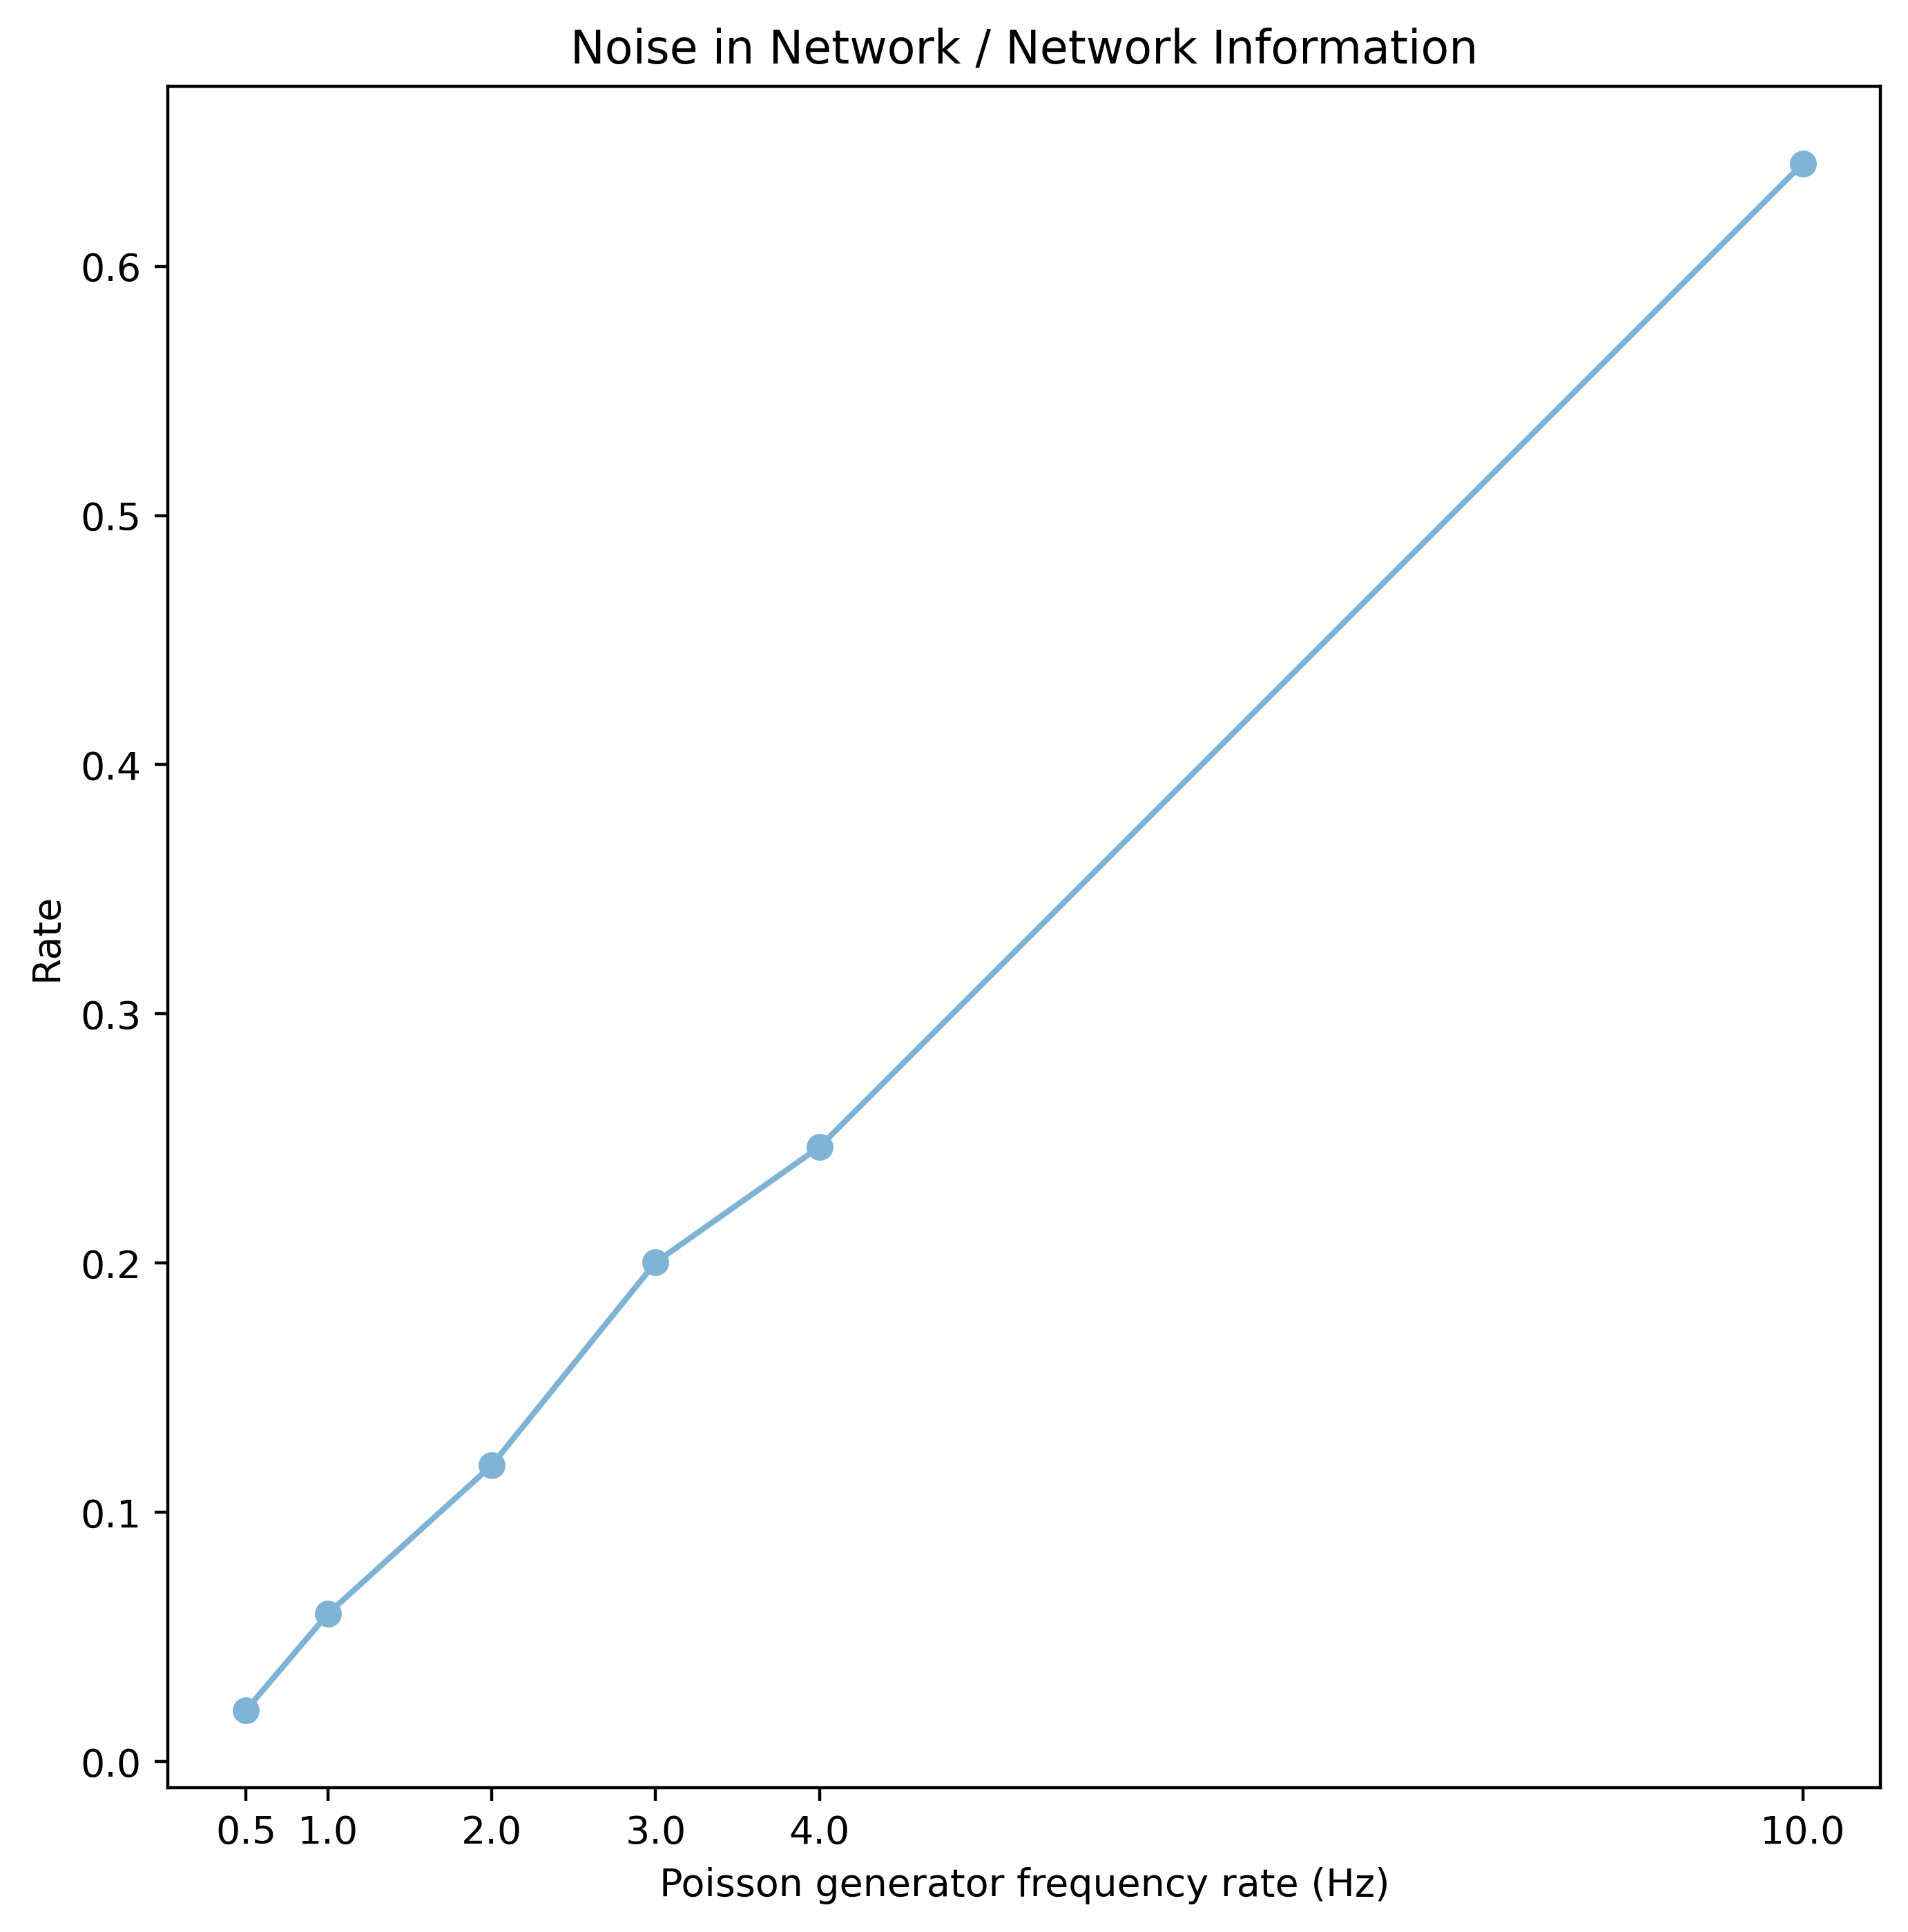 Noise in Network / Network Information
0.6
0.5
0.4
0.3
0.2
0.1
0.0
Rate
0.5 1.0 2.0 3.0 4.0 10.0
Poisson generator frequency rate (Hz)